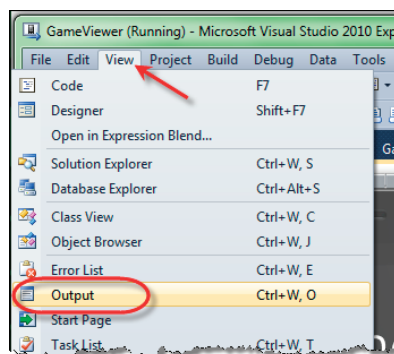 GameViewer (Running) - Microsoft Visual Studio 2010 Exp
File Edit View Project Build Debug Data Tools
Code F7
Designer Shift+F7
Open in Expression Blend...
Solution Explorer Ctrl+W, S
Database Explorer Ctrl+Alt+S
Class View Ctrl+W, C
Object Browser Ctrl+W, J
Error List Ctrl+W, E
Output Ctrl+W, O
Start Page
Task List Ctrl+W, T